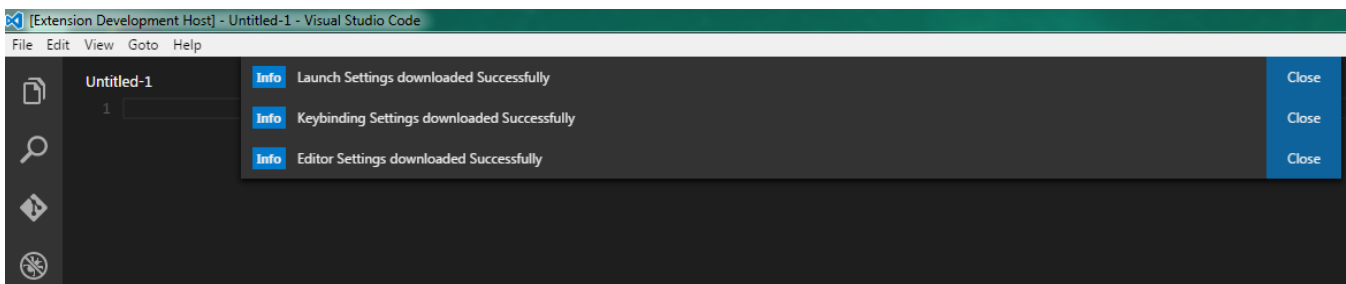 [Extension Development Host] - Untitled-1 - Visual Studio Code
File Edit View Goto Help
Untitled-1
1
Info Launch Settings downloaded Successfully Close
Info Keybinding Settings downloaded Successfully Close
Info Editor Settings downloaded Successfully Close